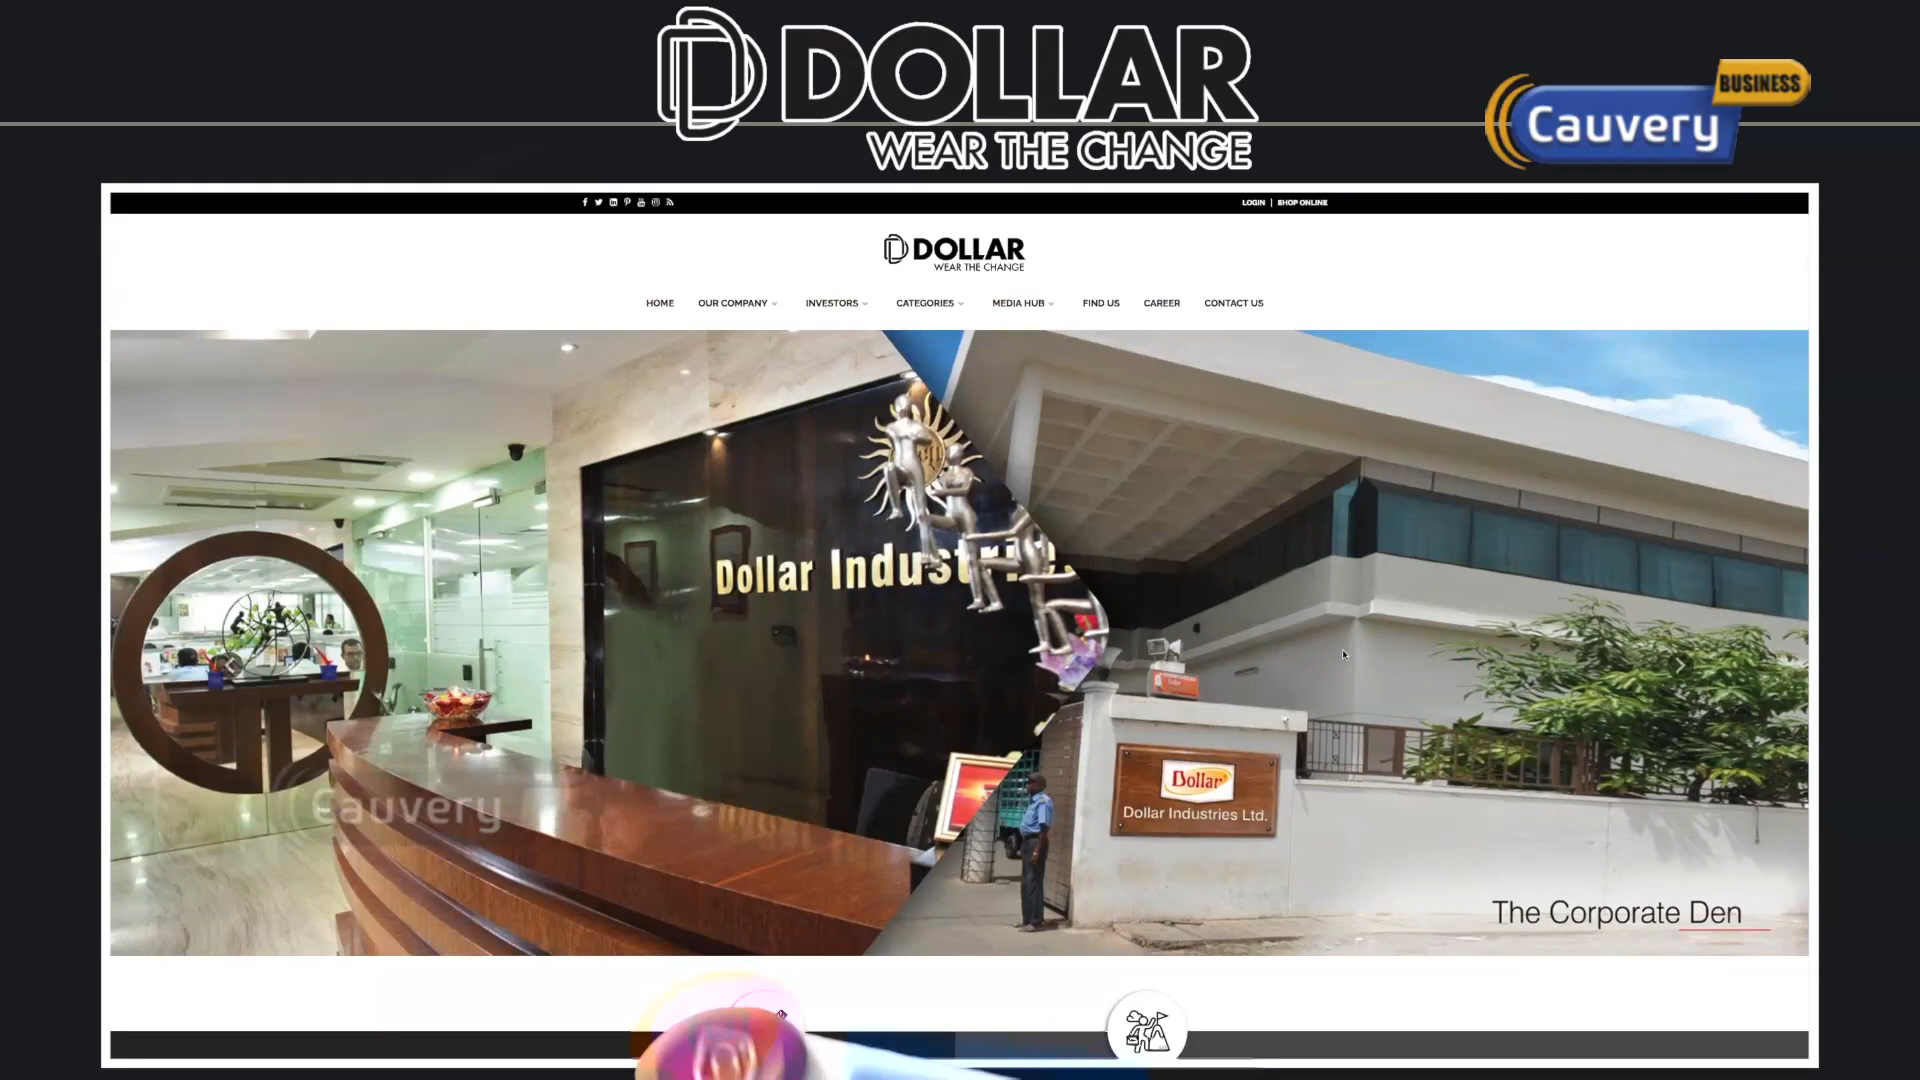 DOLLAR
WEAR THE CHANGE
BUSINESS
Cauvery
LOGIN | SHOP ONLINE
DOLLAR
WEAR THE CHANGE
HOME OUR COMPANY INVESTORS CATEGORIES MEDIA HUB FIND US CAREER CONTACT US
Dollar Industrie
Dollar
Dollar Industries Ltd.
Cauvery
The Corporate Den